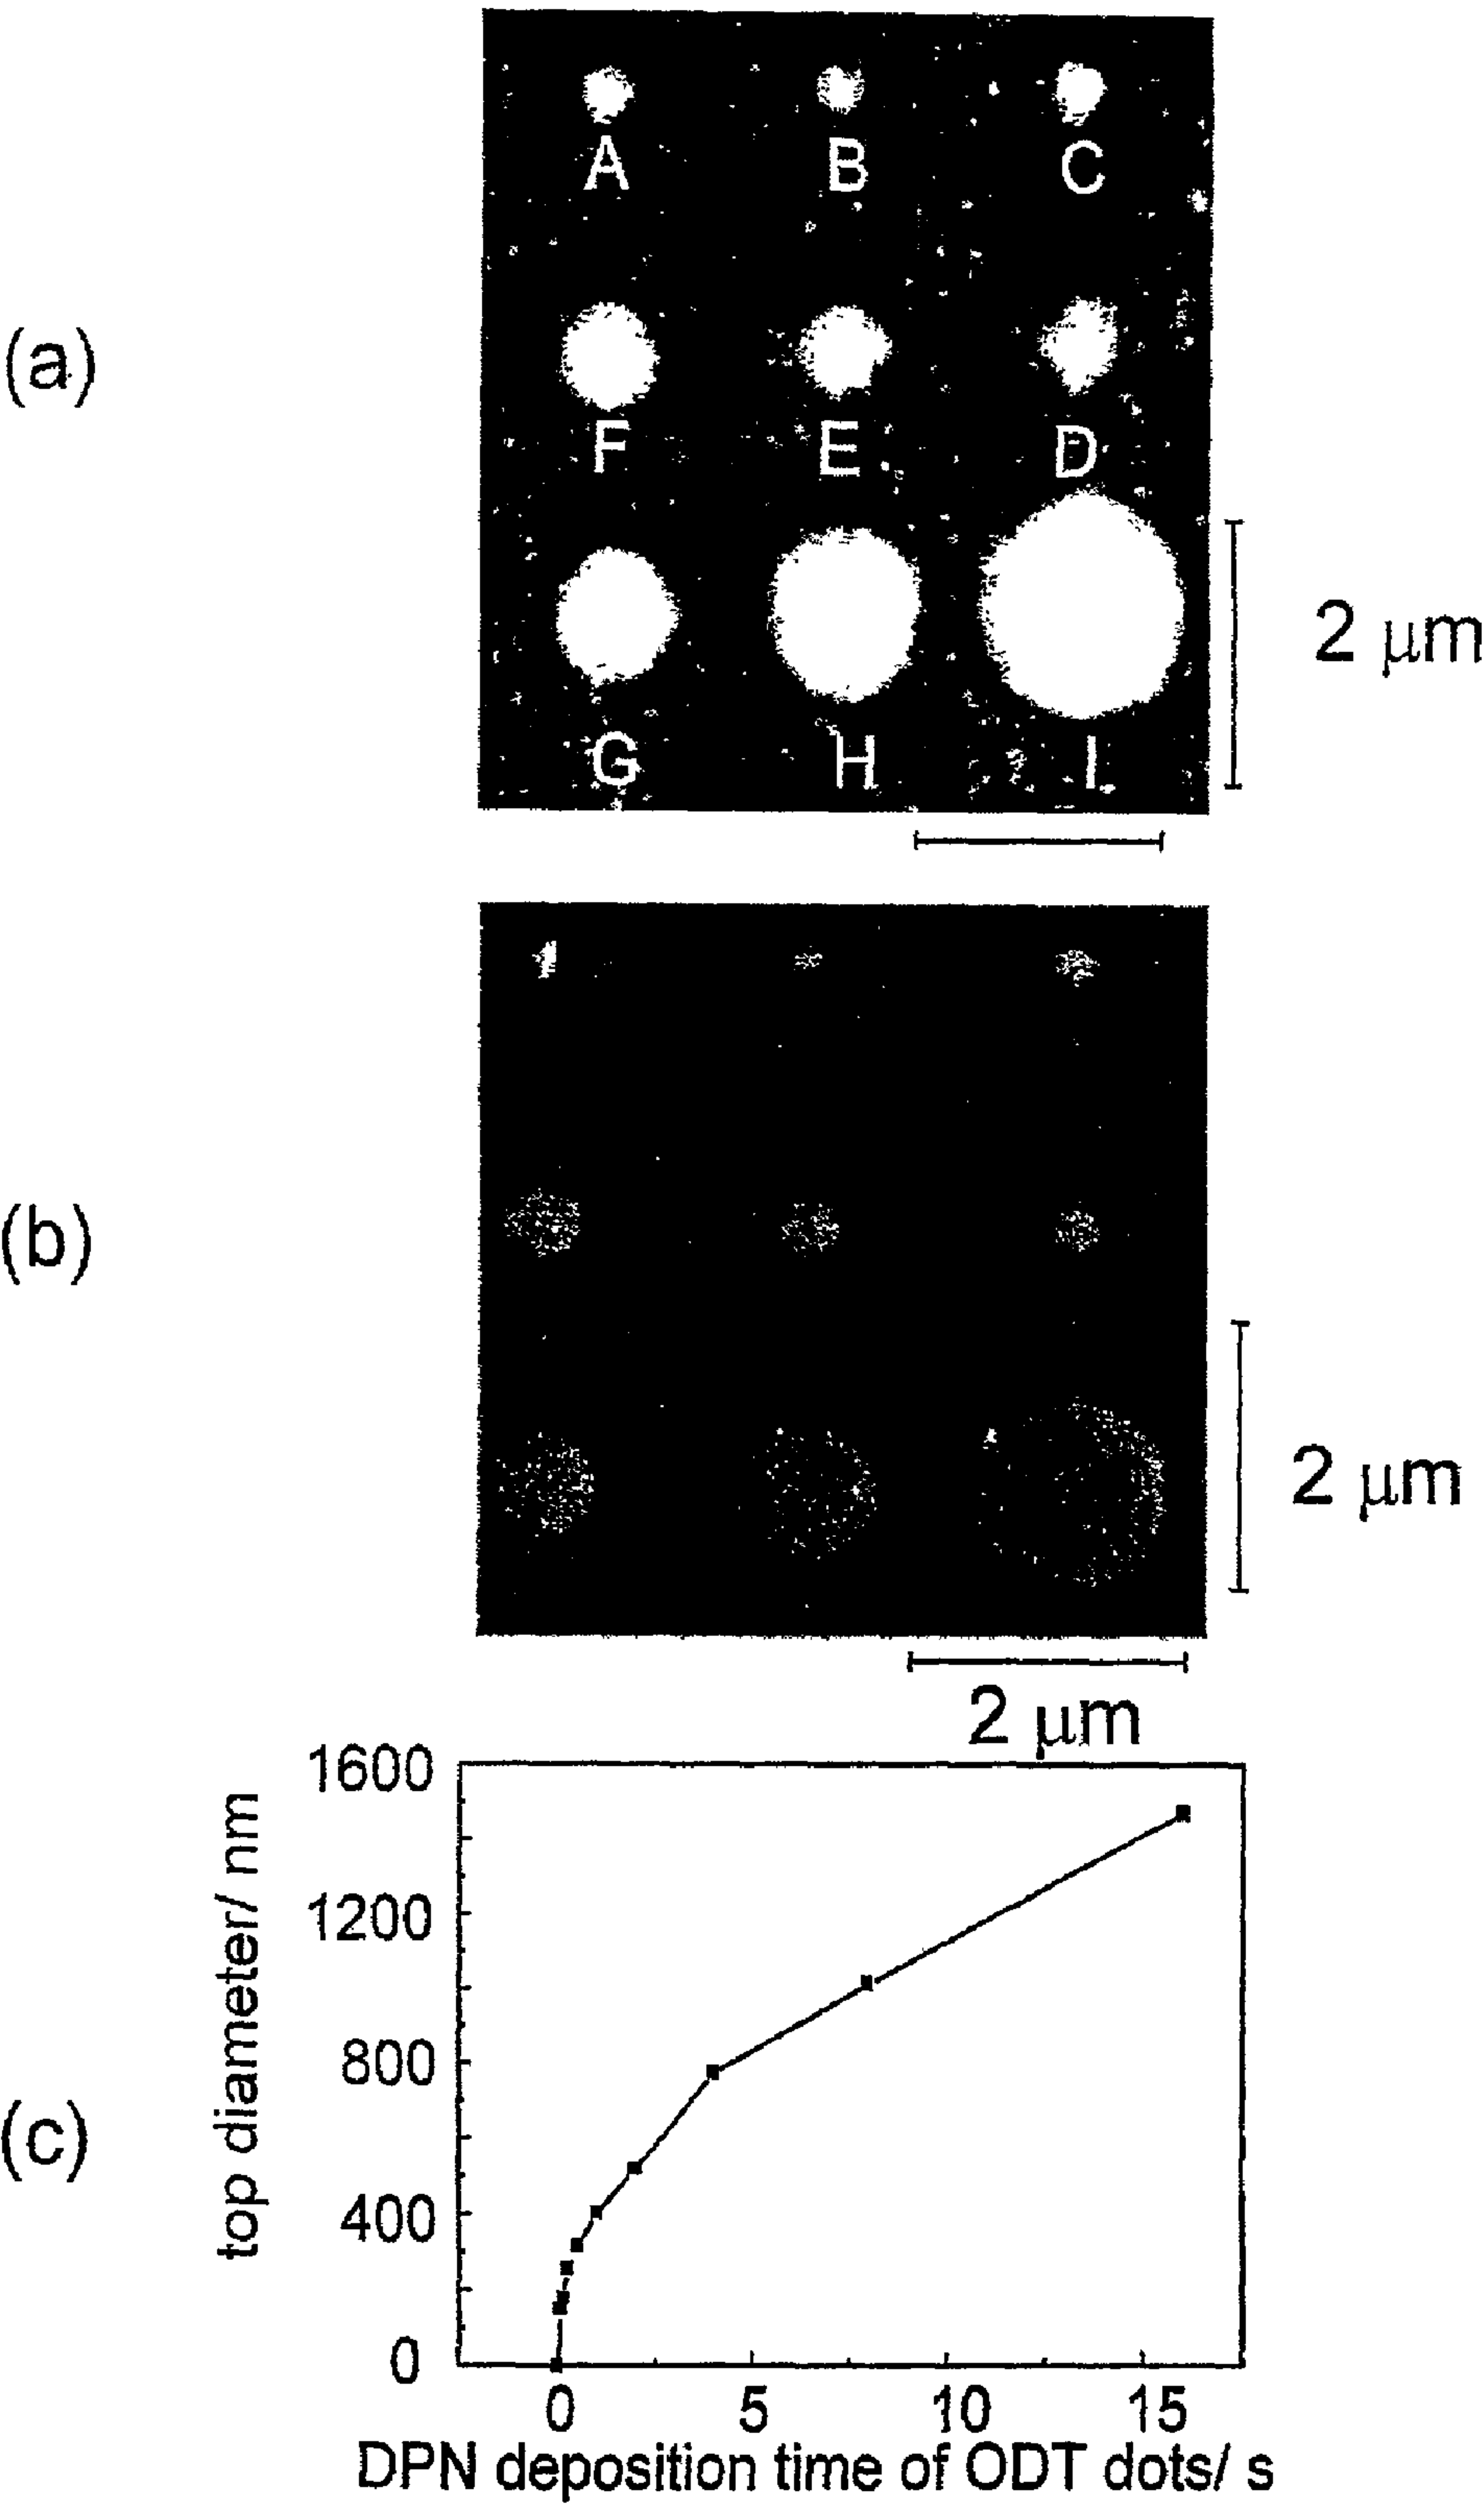 (a)
A B C
F E D
G H I
2 μm
(b)
2 μm
2 μm
(c)
top diameter/ nm
1600
1200
800
400
0
0 5 10 15
DPN deposition time of ODT dots/ s